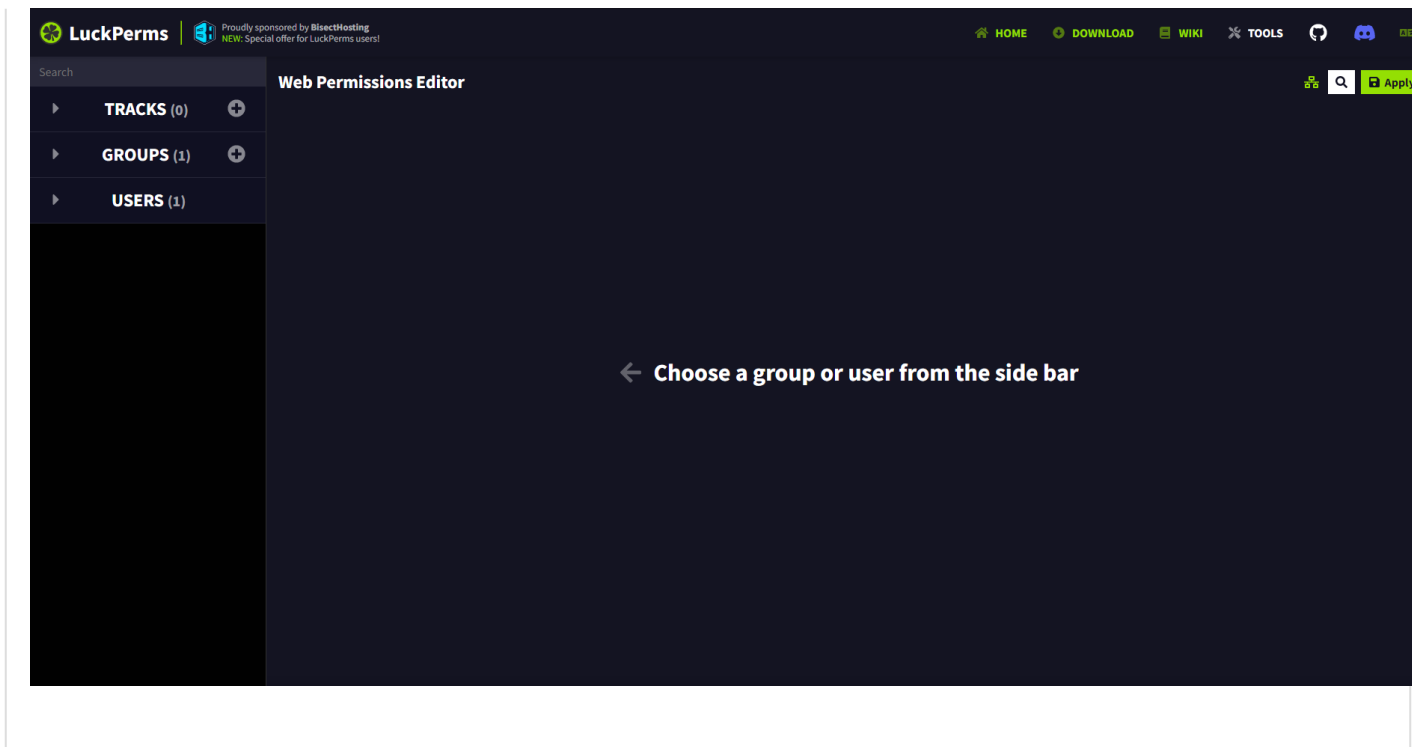 LuckPerms
Proudly sponsored by BisectHosting
NEW: Special offer for LuckPerms users!
HOME
DOWNLOAD
WIKI
TOOLS
Search
Web Permissions Editor
Apply
TRACKS (0)
GROUPS (1)
USERS (1)
Choose a group or user from the side bar